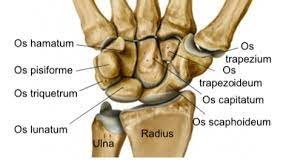 Os hamatum
Os pisiforme
Os triquetrum
Os lunatum
Ulna
Radius
Os
trapezium
Os
trapezoideum
Os capitatum
Os scaphoideum